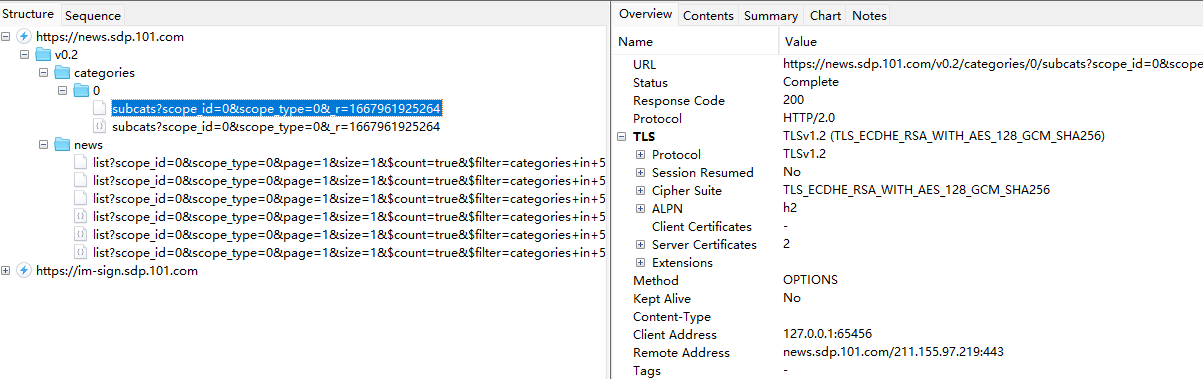 Structure Sequence
https://news.sdp.101.com
v0.2
categories
0
subcats?scope_id=0&scope_type=0&_r=1667961925264
subcats?scope_id=0&scope_type=0&_r=1667961925264
news
list?scope_id=0&scope_type=0&page=1&size=1&$count=true&$filter=categories+in+5
list?scope_id=0&scope_type=0&page=1&size=1&$count=true&$filter=categories+in+5
list?scope_id=0&scope_type=0&page=1&size=1&$count=true&$filter=categories+in+5
list?scope_id=0&scope_type=0&page=1&size=1&$count=true&$filter=categories+in+5
list?scope_id=0&scope_type=0&page=1&size=1&$count=true&$filter=categories+in+5
list?scope_id=0&scope_type=0&page=1&size=1&$count=true&$filter=categories+in+5
https://im-sign.sdp.101.com
Overview Contents Summary Chart Notes
Name Value
URL https://news.sdp.101.com/v0.2/categories/0/subcats?scope_id=0&scope
Status Complete
Response Code 200
Protocol HTTP/2.0
TLS TLSv1.2 (TLS_ECDHE_RSA_WITH_AES_128_GCM_SHA256)
Protocol TLSv1.2
Session Resumed No
Cipher Suite TLS_ECDHE_RSA_WITH_AES_128_GCM_SHA256
ALPN h2
Client Certificates -
Server Certificates 2
Extensions
Method OPTIONS
Kept Alive No
Content-Type
Client Address 127.0.0.1:65456
Remote Address news.sdp.101.com/211.155.97.219:443
Tags -